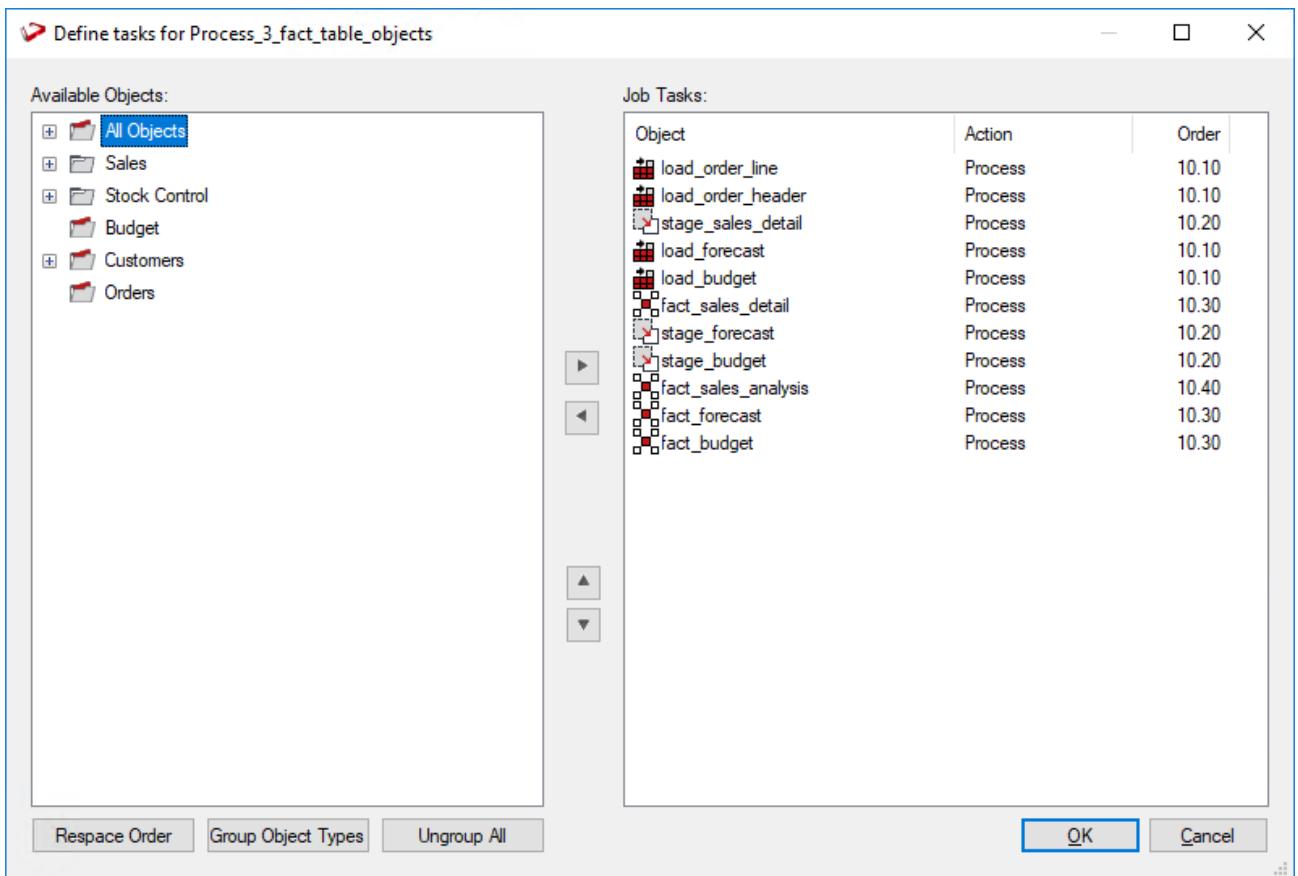 Define tasks for Process_3_fact_table_objects
Available Objects:
All Objects
Sales
Stock Control
Budget
Customers
Orders
Job Tasks:
Object Action Order
load_order_line Process 10.10
load_order_header Process 10.10
stage_sales_detail Process 10.20
load_forecast Process 10.10
load_budget Process 10.10
fact_sales_detail Process 10.30
stage_forecast Process 10.20
stage_budget Process 10.20
fact_sales_analysis Process 10.40
fact_forecast Process 10.30
fact_budget Process 10.30
Respace Order Group Object Types Ungroup All OK Cancel